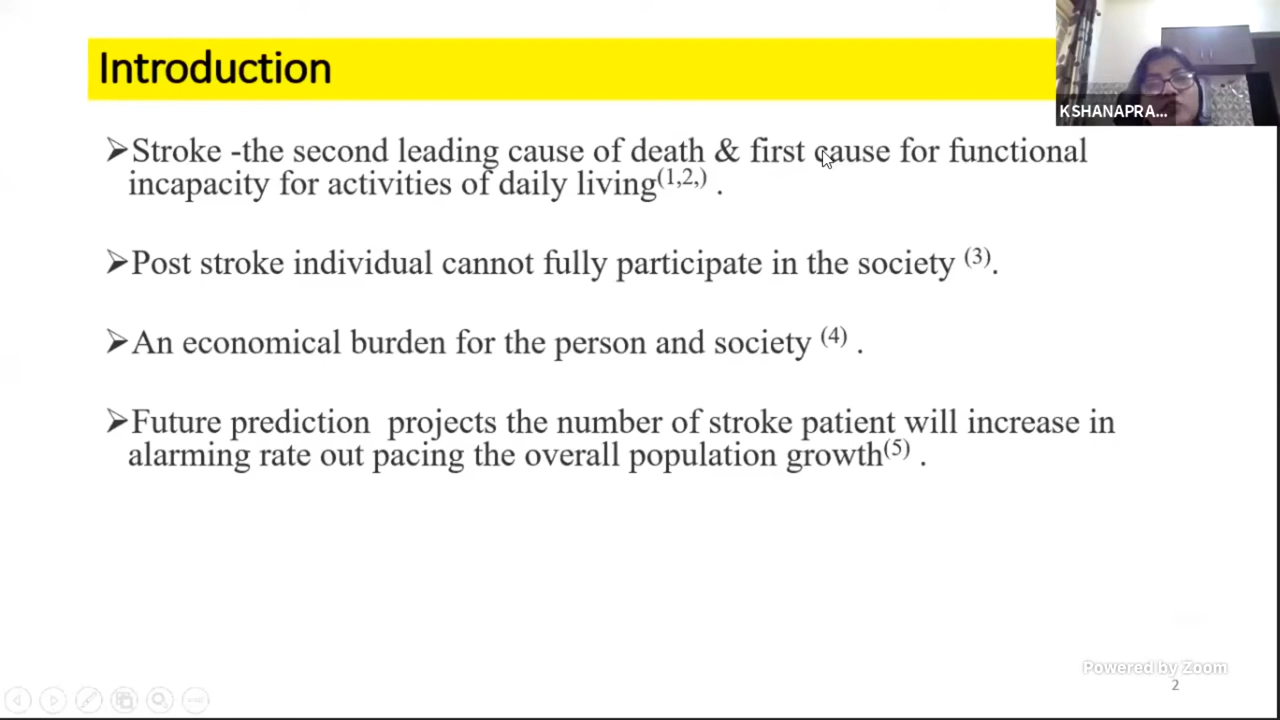 Introduction
KSHANAPRA...
➢Stroke -the second leading cause of death & first cause for functional
incapacity for activities of daily living(1,2,) .
➢Post stroke individual cannot fully participate in the society (3).
➢An economical burden for the person and society (4) .
➢Future prediction projects the number of stroke patient will increase in
alarming rate out pacing the overall population growth(5) .
Powered by Zoom
2